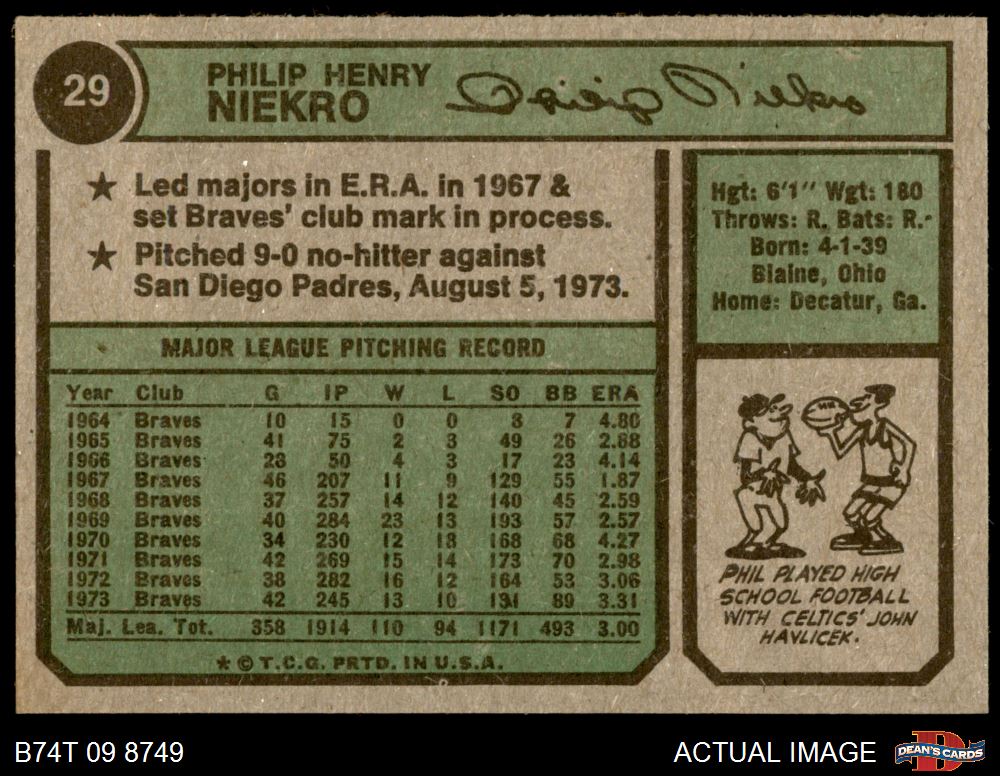 29
PHILIP HENRY
NIEKRO
Led majors in E.R.A. in 1967 &
set Braves' club mark in process.
Pitched 9-0 no-hitter against
San Diego Padres, August 5, 1973.
Hgt: 6'1" Wgt: 180
Throws: R. Bats: R.
Born: 4-1-39
Blaine, Ohio
Home: Decatur, Ga.
MAJOR LEAGUE PITCHING RECORD
Year Club G IP W L SO BB ERA
1964 Braves 10 15 0 0 8 7 4.80
1965 Braves 41 75 2 3 49 26 2.88
1966 Braves 28 50 4 3 17 23 4.14
1967 Braves 46 207 11 9 129 55 1.87
1968 Braves 37 257 14 12 140 45 2.59
1969 Braves 40 284 23 13 193 57 2.57
1970 Braves 34 230 12 18 168 68 4.27
1971 Braves 42 269 15 14 173 70 2.98
1972 Braves 38 282 16 12 164 53 3.06
1973 Braves 42 245 13 10 131 89 3.31
Maj. Lea. Tot. 358 1914 110 94 1171 493 3.00
★ © T.C.G. PRTD. IN U.S.A.
PHIL PLAYED HIGH
SCHOOL FOOTBALL
WITH CELTICS' JOHN
HAVLICEK.
B74T 09 8749
ACTUAL IMAGE
DEAN'S CARDS